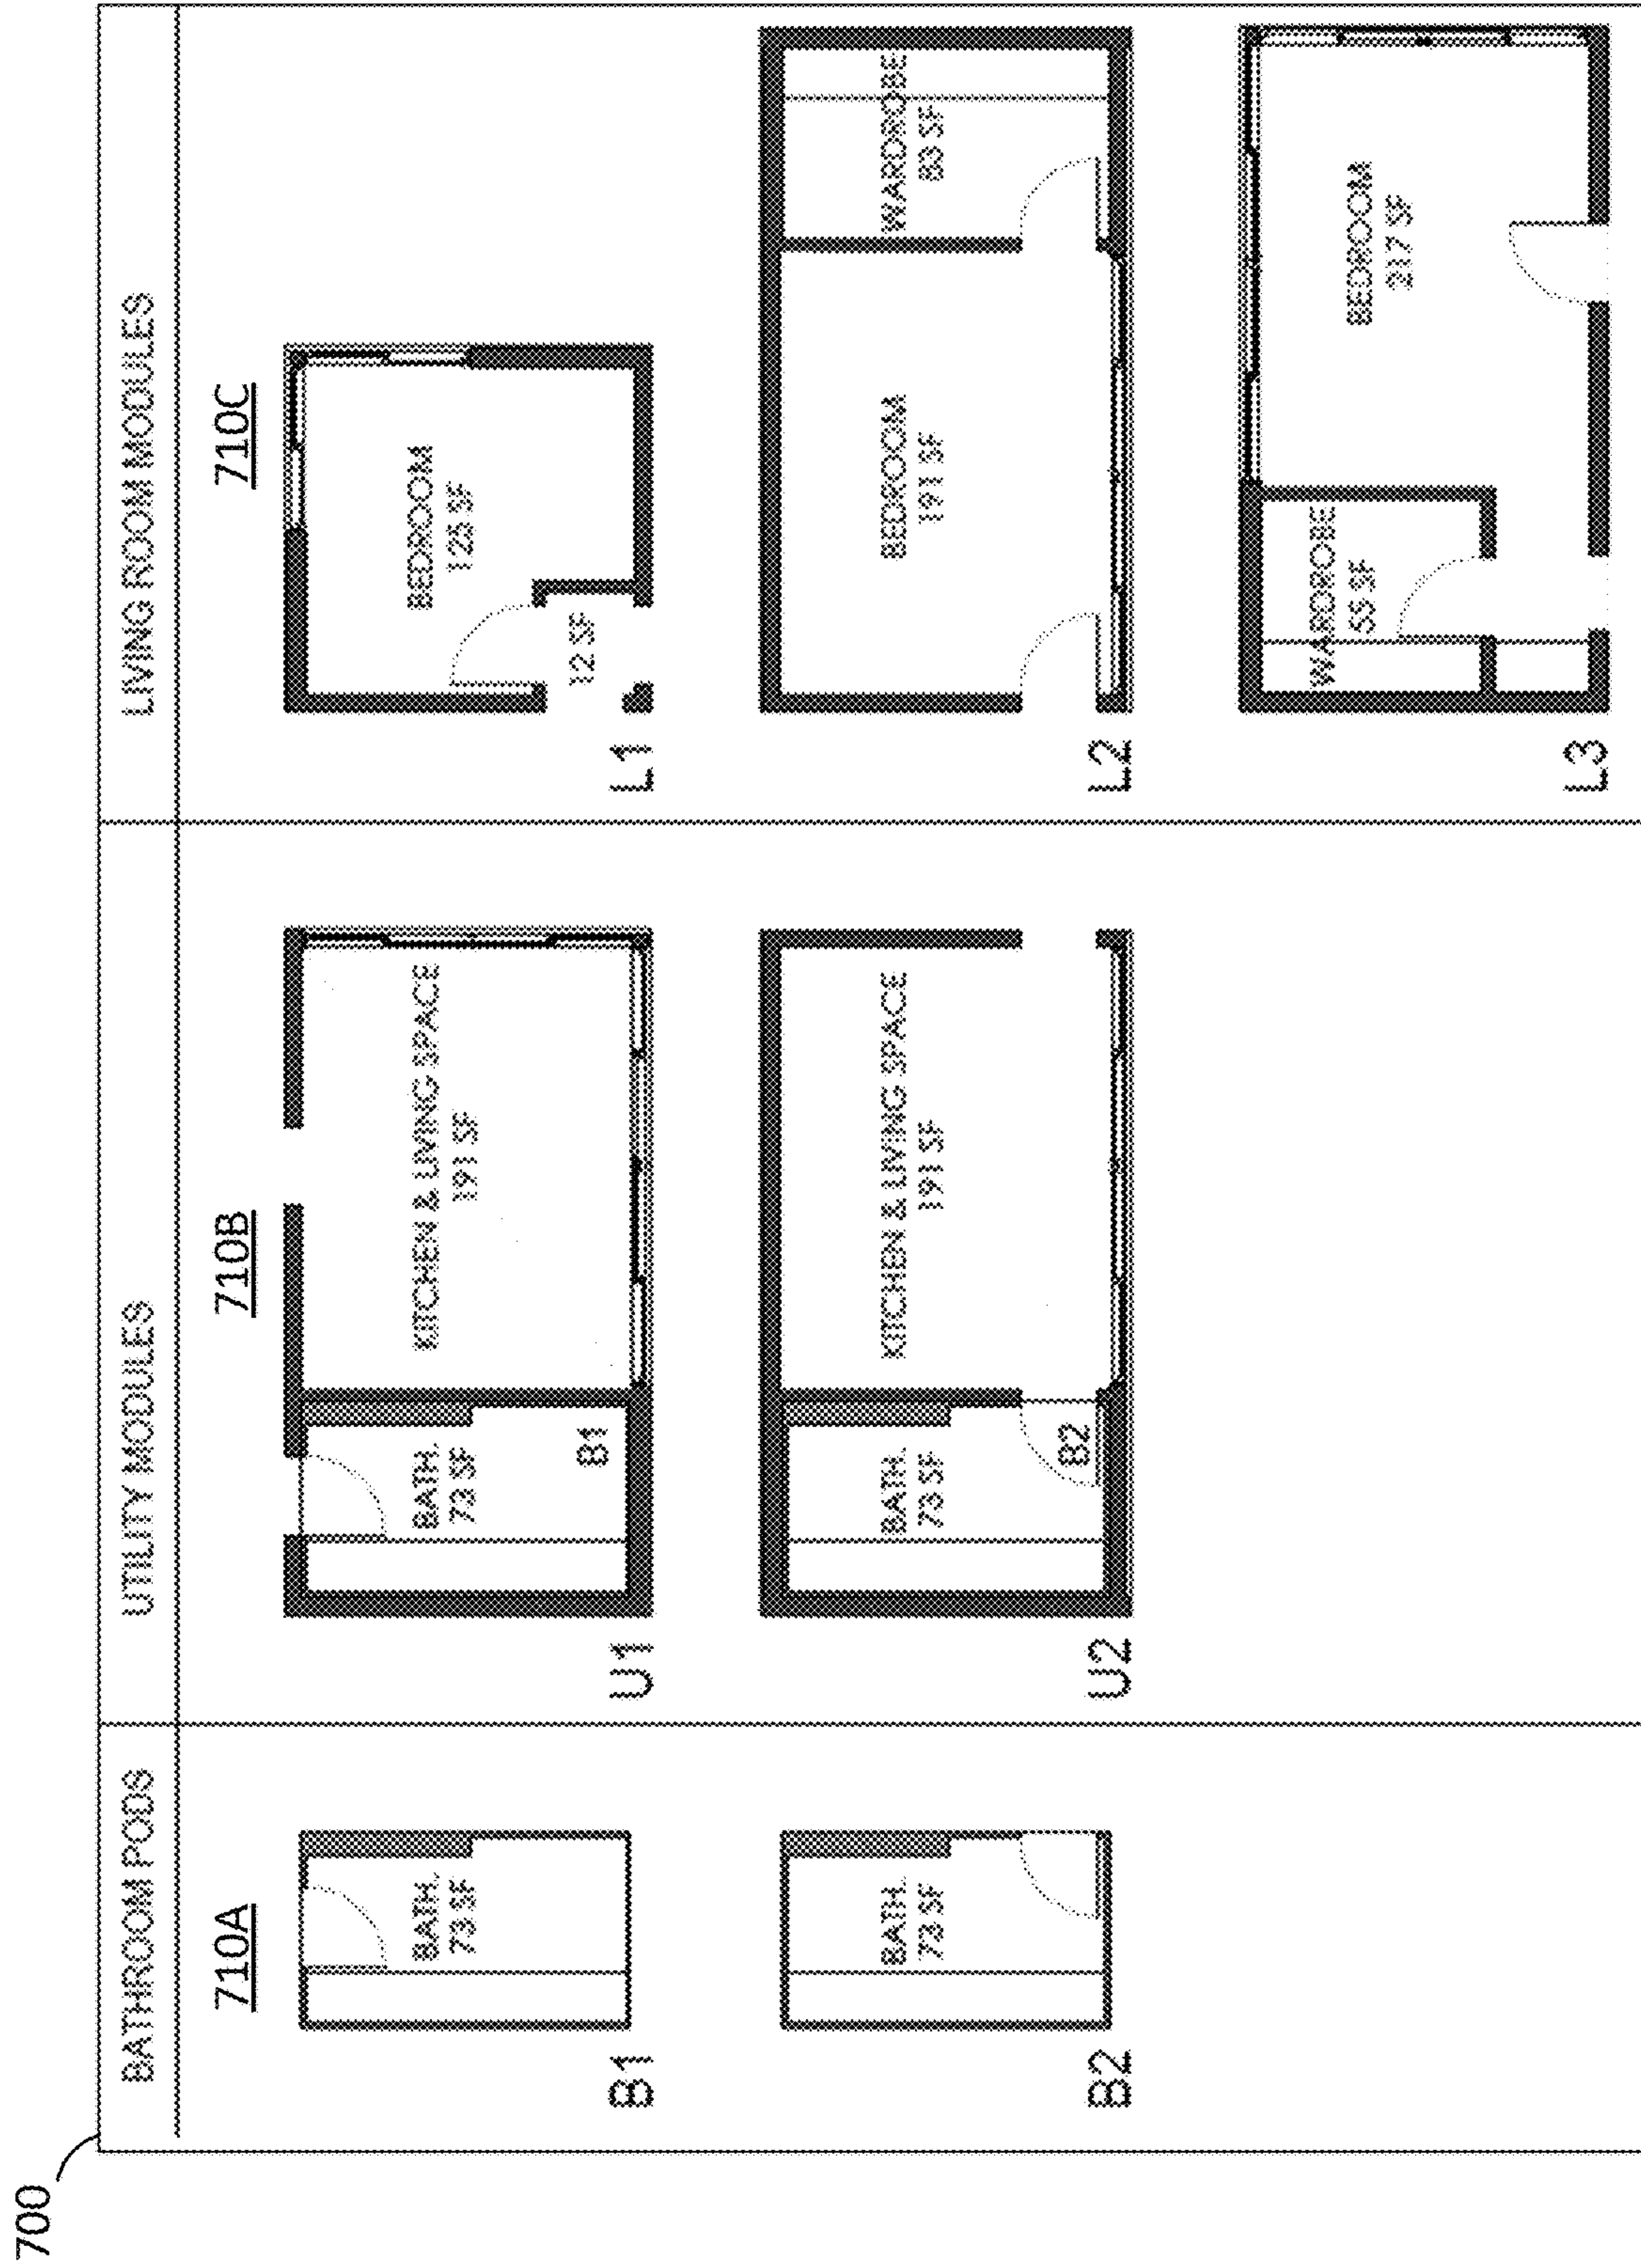 700
BATHROOM PODS
UTILITY MODULES
LIVING ROOM MODULES
710A
710B
710C
BATH.
73 SF
B1
BATH.
73 SF
B1
KITCHEN & LIVING SPACE
191 SF
U1
BEDROOM
125 SF
12 SF
L1
BATH.
73 SF
B2
BATH.
73 SF
B2
KITCHEN & LIVING SPACE
191 SF
U2
BEDROOM
191 SF
WARDROBE
83 SF
L2
WARDROBE
55 SF
BEDROOM
217 SF
L3